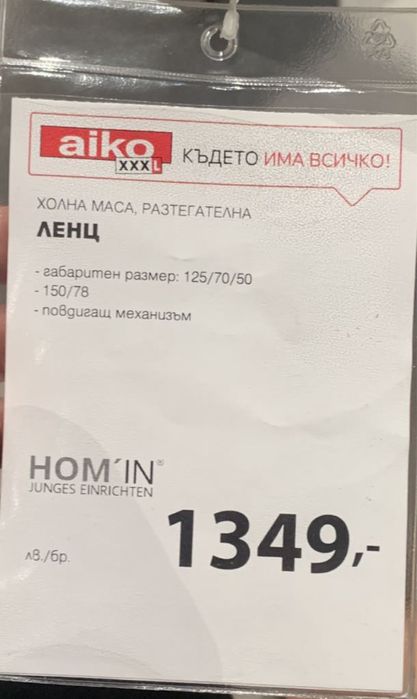 aiko
XXXL
КЪДЕТО ИМА ВСИЧКО!
ХОЛНА МАСА, РАЗТЕГАТЕЛНА
ЛЕНЦ
- габаритен размер: 125/70/50
- 150/78
- повдигащ механизъм
HOM´IN®
JUNGES EINRICHTEN
1349,-
лв./бр.